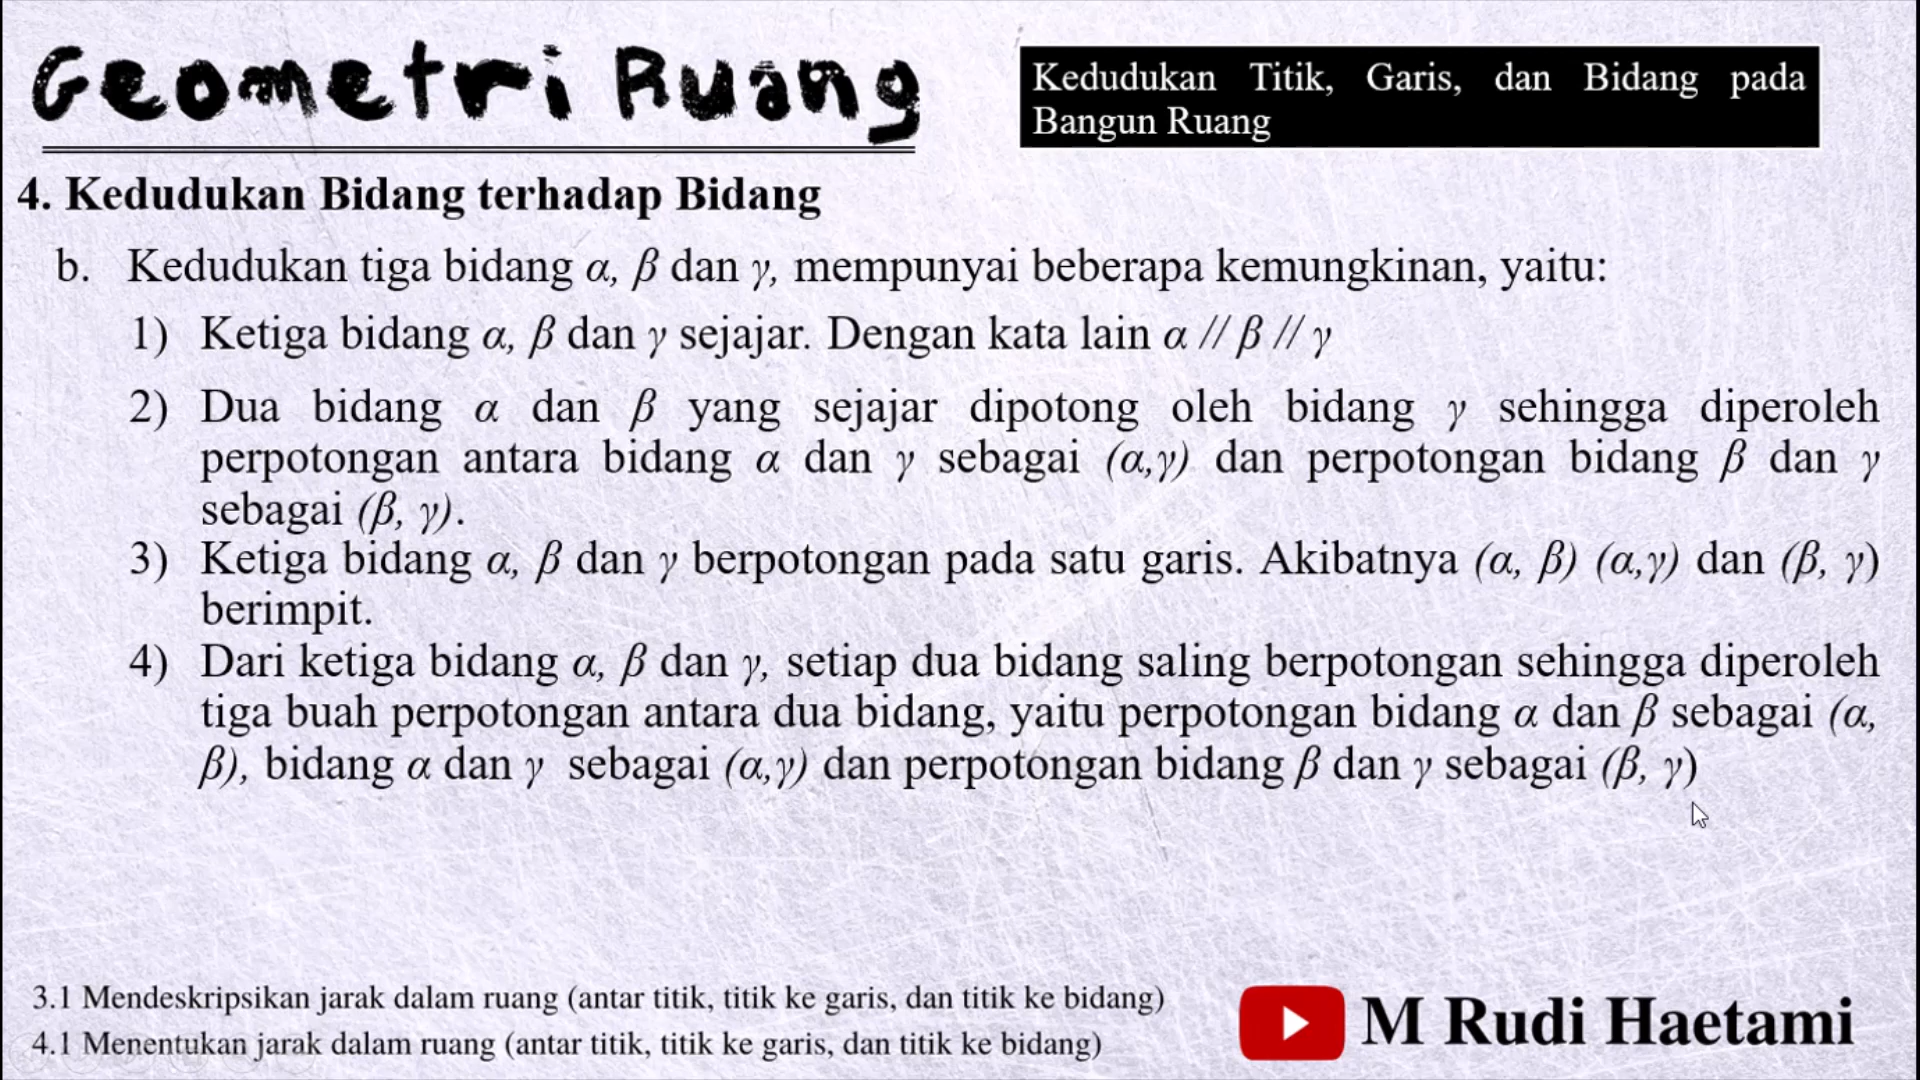 Geometri Ruang
Kedudukan Titik, Garis, dan Bidang pada
Bangun Ruang
4. Kedudukan Bidang terhadap Bidang
b. Kedudukan tiga bidang α, β dan γ, mempunyai beberapa kemungkinan, yaitu:
1) Ketiga bidang α, β dan γ sejajar. Dengan kata lain α // β // γ
2) Dua bidang α dan β yang sejajar dipotong oleh bidang γ sehingga diperoleh
perpotongan antara bidang α dan γ sebagai (α,γ) dan perpotongan bidang β dan γ
sebagai (β, γ).
3) Ketiga bidang α, β dan γ berpotongan pada satu garis. Akibatnya (α, β) (α,γ) dan (β, γ)
berimpit.
4) Dari ketiga bidang α, β dan γ, setiap dua bidang saling berpotongan sehingga diperoleh
tiga buah perpotongan antara dua bidang, yaitu perpotongan bidang α dan β sebagai (α,
β), bidang α dan γ sebagai (α,γ) dan perpotongan bidang β dan γ sebagai (β, γ)
3.1 Mendeskripsikan jarak dalam ruang (antar titik, titik ke garis, dan titik ke bidang)
4.1 Menentukan jarak dalam ruang (antar titik, titik ke garis, dan titik ke bidang)
M Rudi Haetami